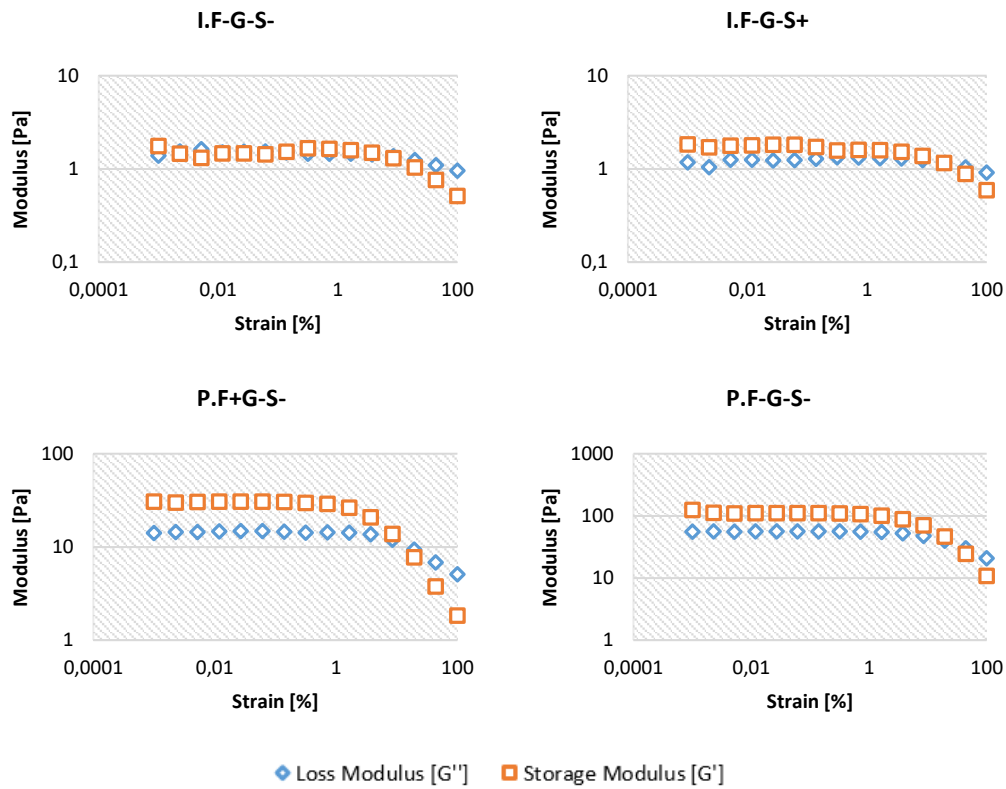 I.F-G-S-
10
1
0,1
Modulus [Pa]
0,0001 0,01 1 100
Strain [%]
I.F-G-S+
10
1
0,1
Modulus [Pa]
0,0001 0,01 1 100
Strain [%]
P.F+G-S-
100
10
1
Modulus [Pa]
0,0001 0,01 1 100
Strain [%]
P.F-G-S-
1000
100
10
1
Modulus [Pa]
0,0001 0,01 1 100
Strain [%]
Loss Modulus [G''] Storage Modulus [G']